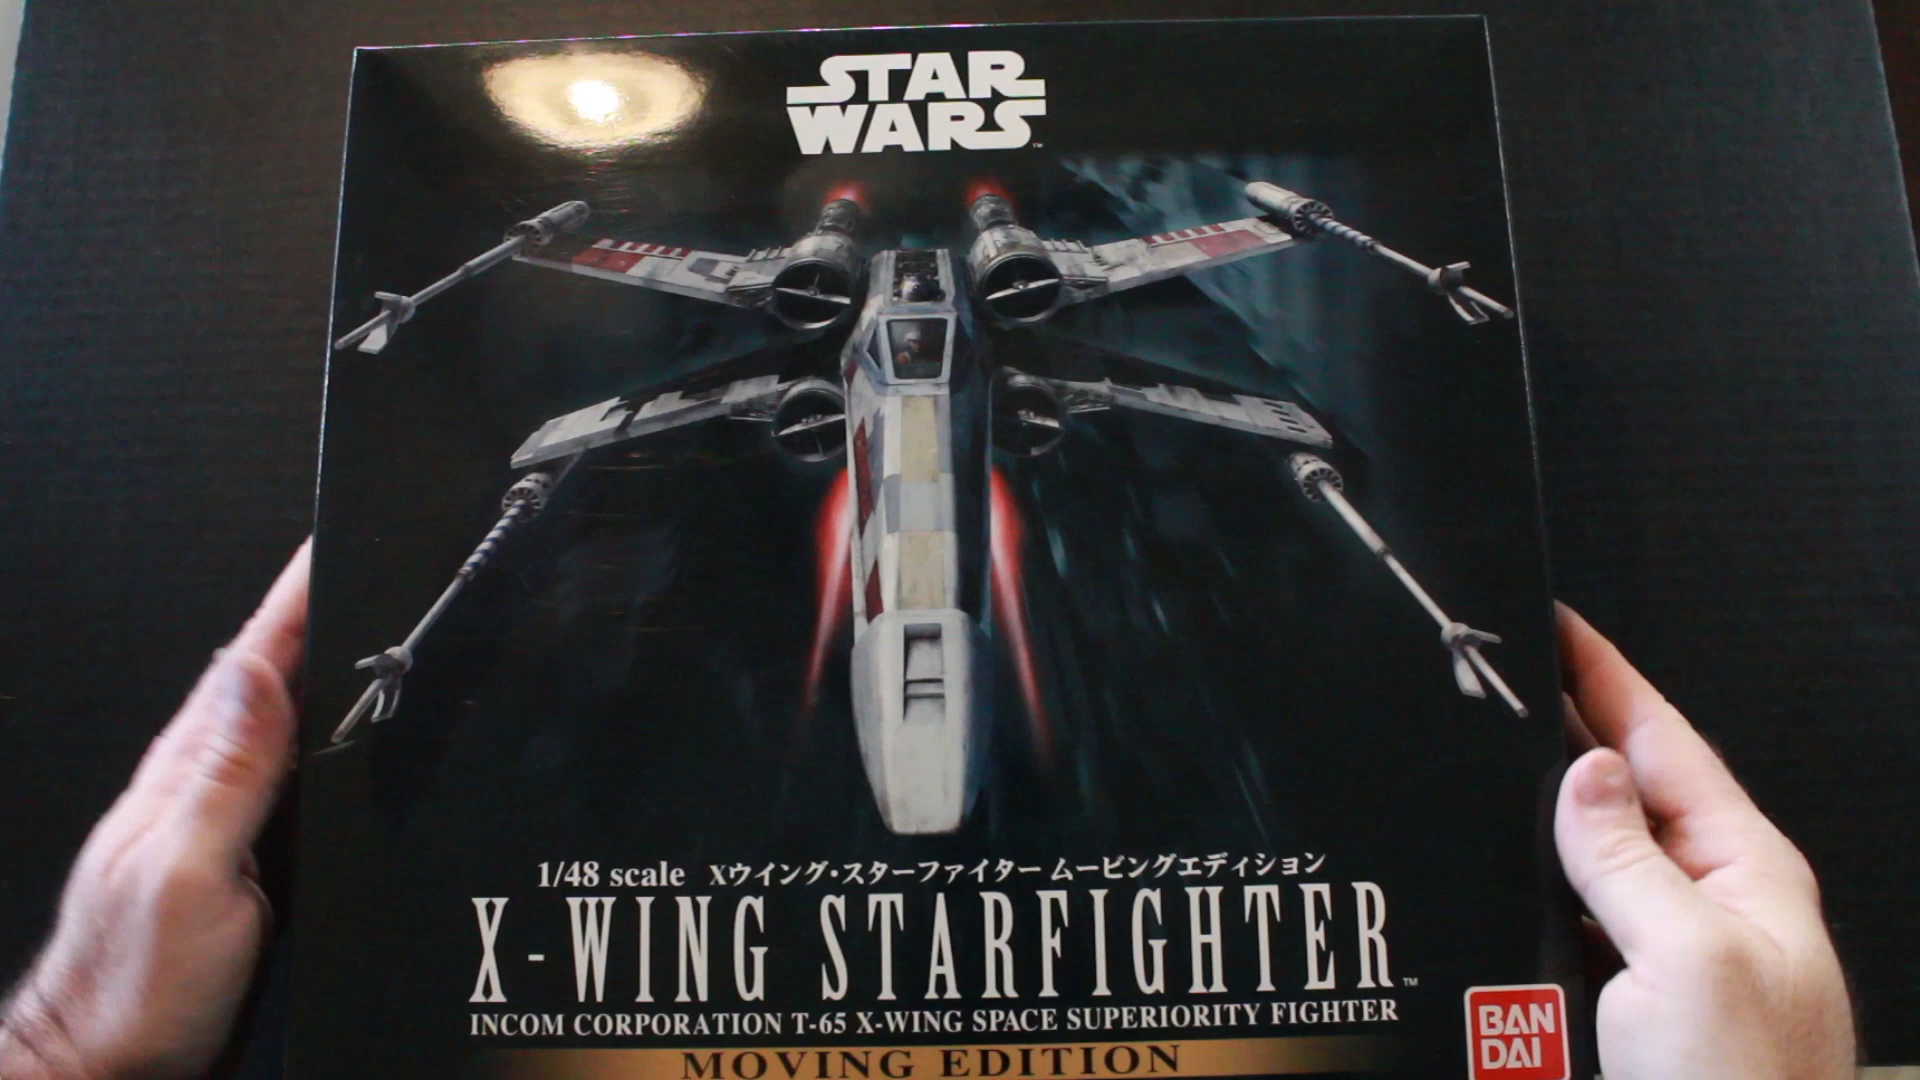 STAR
WARS™
1/48 scale Xウイング・スターファイター ムービングエディション
X-WING STARFIGHTER™
INCOM CORPORATION T-65 X-WING SPACE SUPERIORITY FIGHTER
MOVING EDITION
BAN
DAI